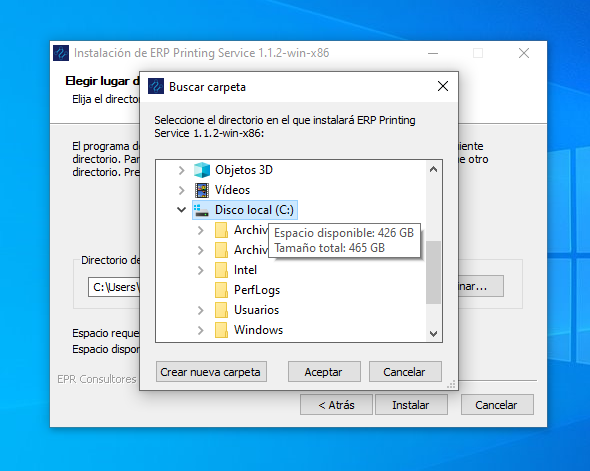 Instalación de ERP Printing Service 1.1.2-win-x86
Elegir lugar d
Elija el director
Buscar carpeta
Seleccione el directorio en el que instalará ERP Printing
Service 1.1.2-win-x86:
El programa de
directorio. Par
directorio. Pre
iente
e otro
Objetos 3D
Vídeos
Disco local (C:)
Archiv
Espacio disponible: 426 GB
Archiv
Tamaño total: 465 GB
Intel
PerfLogs
Usuarios
Windows
Directorio de
C:\Users\
inar...
Espacio reque
Espacio dispon
Crear nueva carpeta
Aceptar
Cancelar
EPR Consultores
< Atrás
Instalar
Cancelar